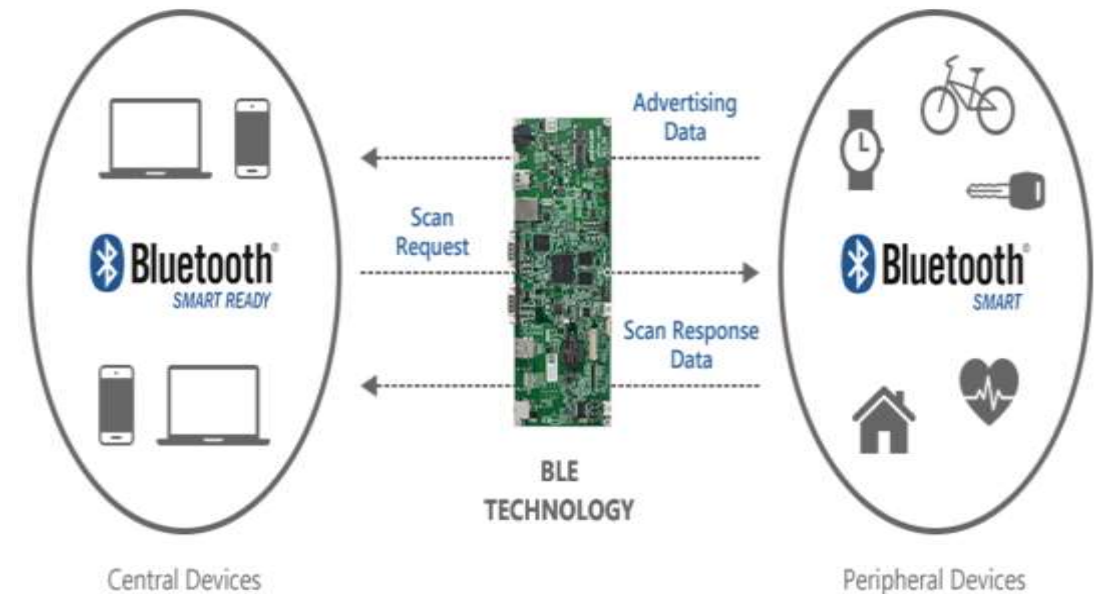 Advertising
Data
Scan
Request
Bluetooth®
SMART READY
Bluetooth®
SMART
Scan Response
Data
BLE
TECHNOLOGY
Central Devices
Peripheral Devices